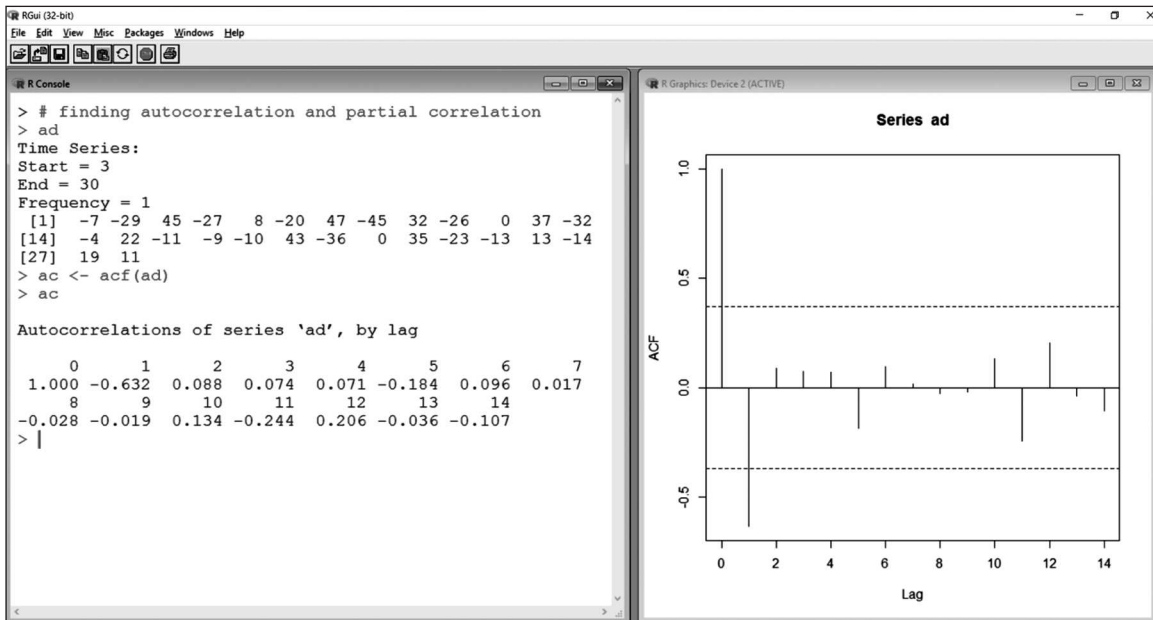 RGui (32-bit)
File Edit View Misc Packages Windows Help
R Console
> # finding autocorrelation and partial correlation
> ad
Time Series:
Start = 3
End = 30
Frequency = 1
[1] -7 -29 45 -27 8 -20 47 -45 32 -26 0 37 -32
[14] -4 22 -11 -9 -10 43 -36 0 35 -23 -13 13 -14
[27] 19 11
> ac <- acf(ad)
> ac
Autocorrelations of series ‘ad’, by lag
0 1 2 3 4 5 6 7
1.000 -0.632 0.088 0.074 0.071 -0.184 0.096 0.017
8 9 10 11 12 13 14
-0.028 -0.019 0.134 -0.244 0.206 -0.036 -0.107
> |
R Graphics: Device 2 (ACTIVE)
Series ad
1.0
0.5
0.0
-0.5
ACF
0 2 4 6 8 10 12 14
Lag